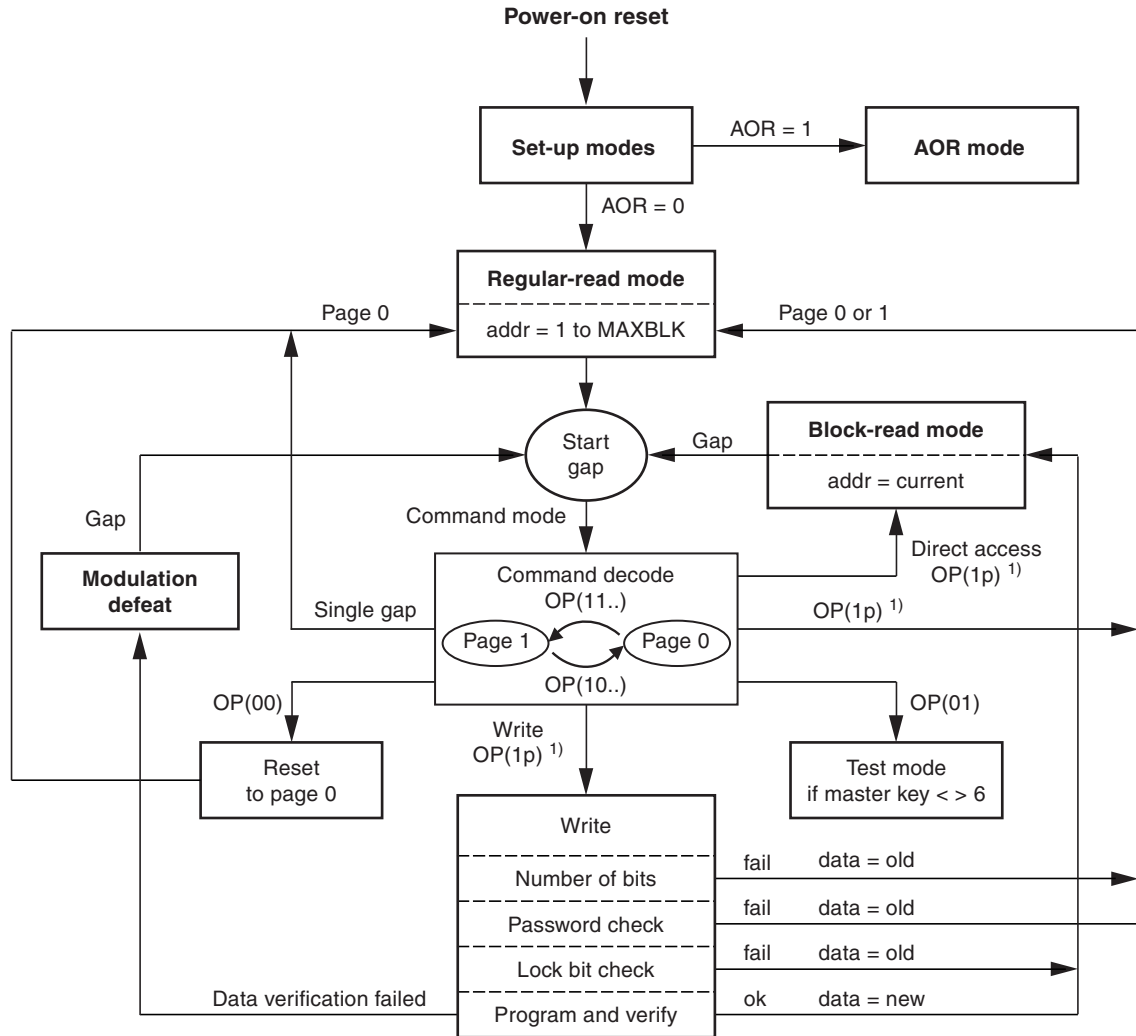 Power-on reset
Set-up modes
AOR = 1
AOR mode
AOR = 0
Regular-read mode
Page 0
addr = 1 to MAXBLK
Page 0 or 1
Start
gap
Gap
Block-read mode
addr = current
Gap
Command mode
Modulation
defeat
Command decode
OP(11..)
Direct access
OP(1p) 1)
Single gap
Page 1
Page 0
OP(1p) 1)
OP(10..)
OP(00)
OP(01)
Write
OP(1p) 1)
Reset
to page 0
Test mode
if master key < > 6
Write
Number of bits
fail data = old
Password check
fail data = old
Lock bit check
fail data = old
Data verification failed
Program and verify
ok data = new